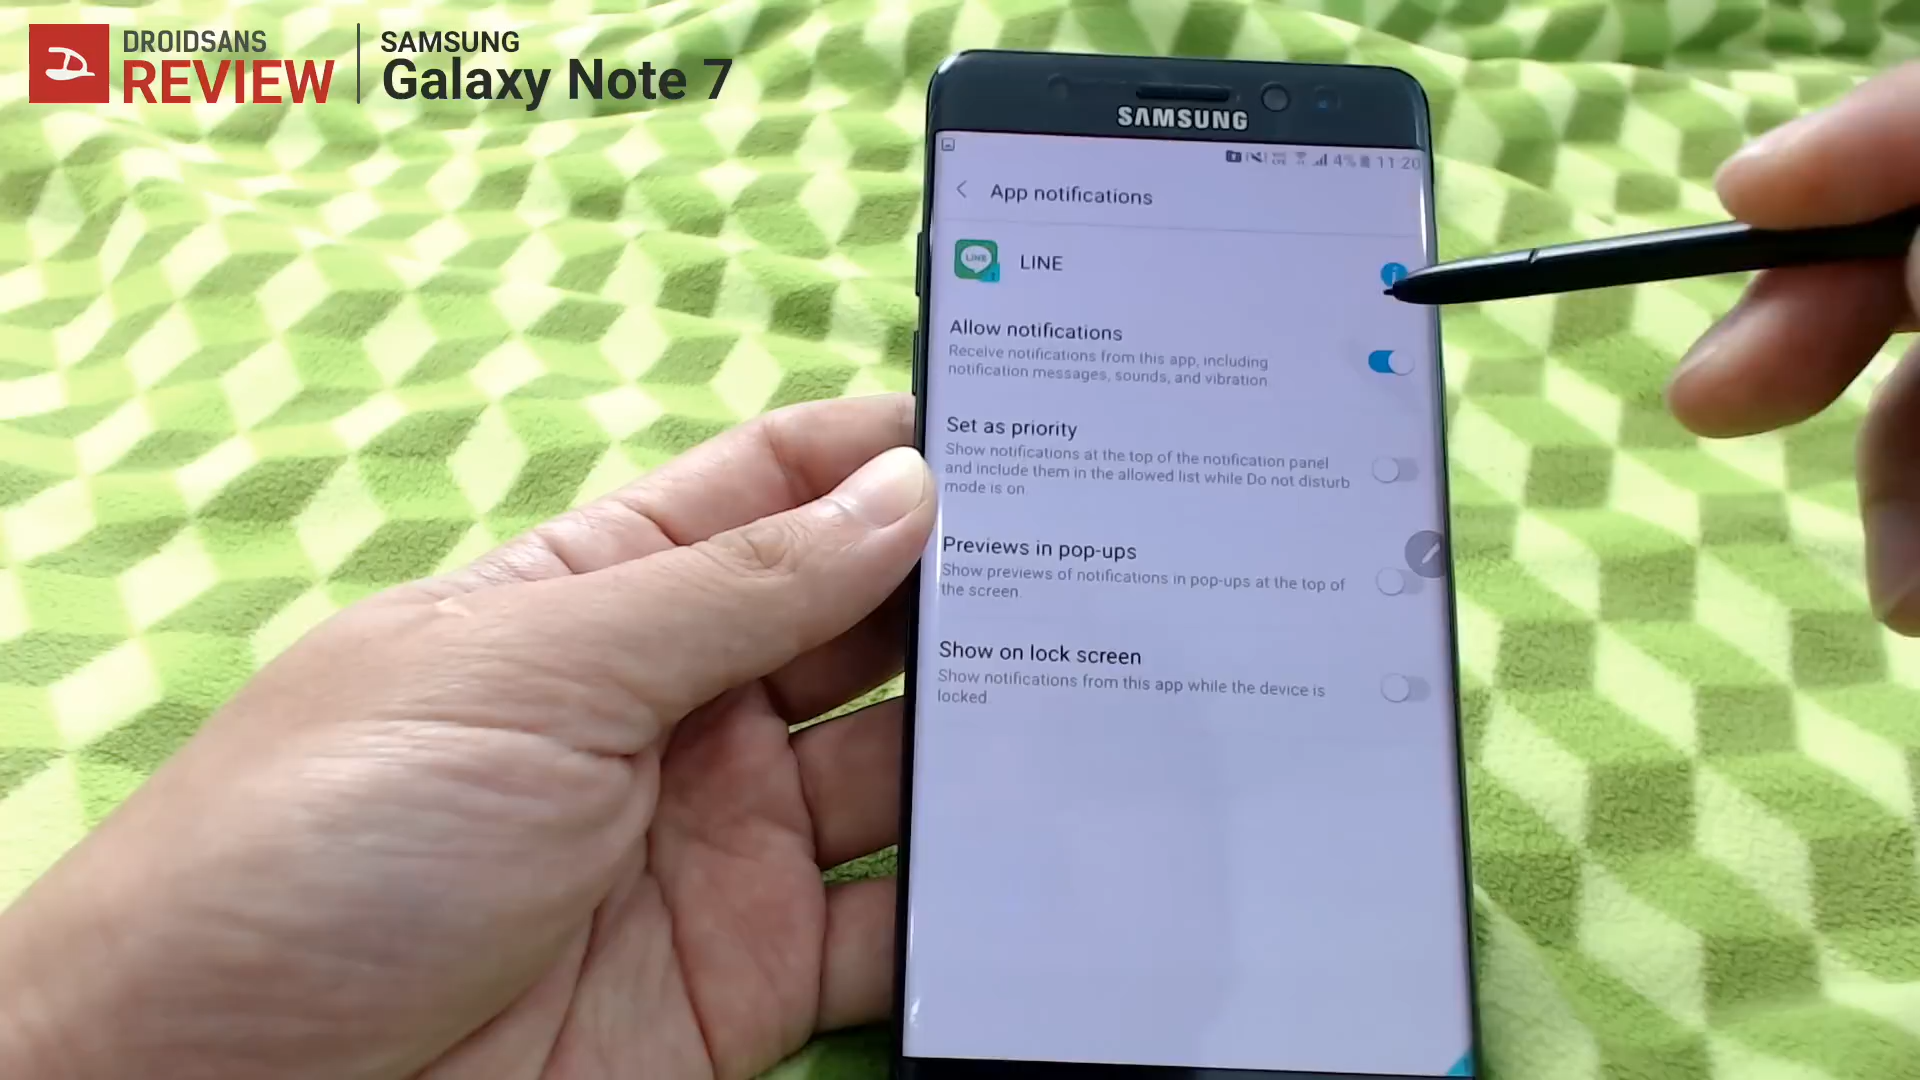 DROIDSANS
REVIEW
SAMSUNG
Galaxy Note 7
SAMSUNG
4% 11:20
App notifications
LINE
LINE
Allow notifications
Receive notifications from this app, including
notification messages, sounds, and vibration
Set as priority
Show notifications at the top of the notification panel
and include them in the allowed list while Do not disturb
mode is on.
Previews in pop-ups
Show previews of notifications in pop-ups at the top of
the screen.
Show on lock screen
Show notifications from this app while the device is
locked.